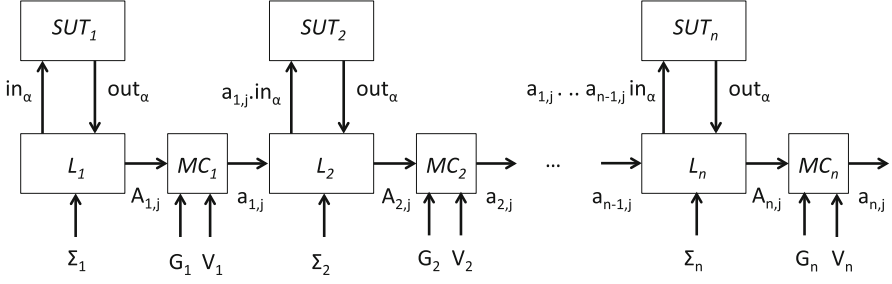 SUT₁ SUT₂ SUTₙ
inα outα a₁,ⱼ.inα outα a₁,ⱼ . .. aₙ₋₁,ⱼ inα outα
L₁ MC₁ L₂ MC₂ ... Lₙ MCₙ
A₁,ⱼ a₁,ⱼ A₂,ⱼ a₂,ⱼ aₙ₋₁,ⱼ Aₙ,ⱼ aₙ,ⱼ
Σ₁ G₁ V₁ Σ₂ G₂ V₂ Σₙ Gₙ Vₙ